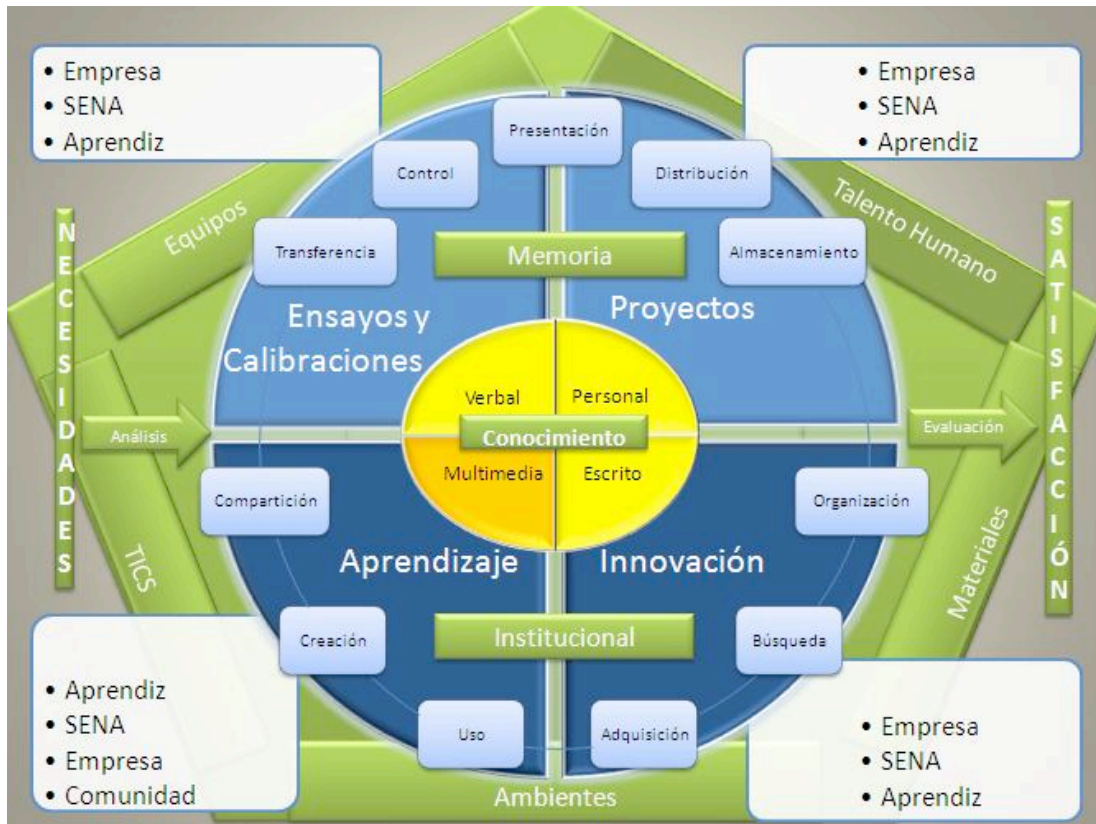 • Empresa
• SENA
• Aprendiz
• Empresa
• SENA
• Aprendiz
Presentación
Control
Distribución
Transferencia
Almacenamiento
Equipos
Talento Humano
Memoria
Ensayos y
Calibraciones
Proyectos
NECESIDADES
SATISFACCIÓN
Verbal
Personal
Análisis
Conocimiento
Evaluación
Multimedia
Escrito
Compartición
Organización
Aprendizaje
Innovación
TICS
Materiales
Creación
Institucional
Búsqueda
Uso
Adquisición
• Aprendiz
• SENA
• Empresa
• Comunidad
Ambientes
• Empresa
• SENA
• Aprendiz